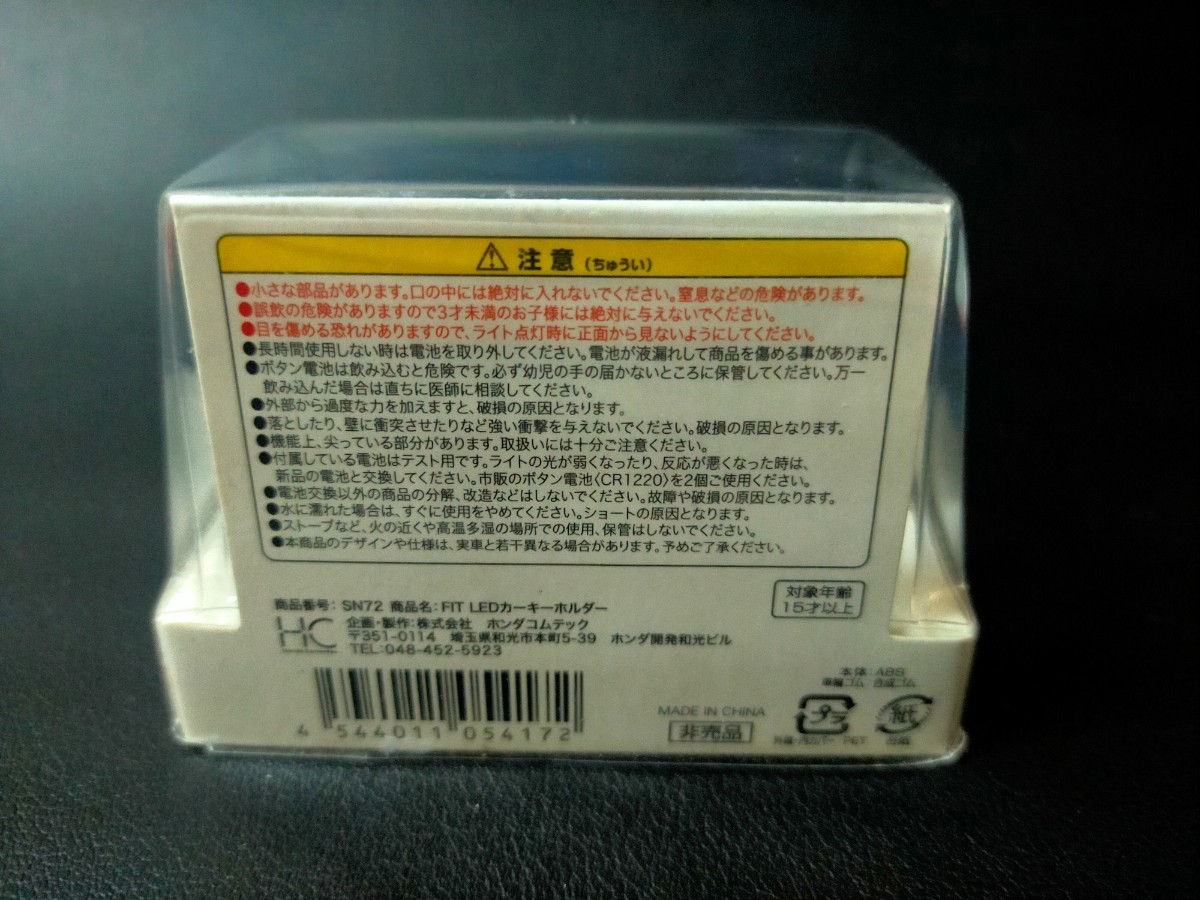 注意(ちゅうい)
●小さな部品があります。口の中には絶対に入れないでください。窒息などの危険があります。
●誤飲の危険がありますので3才未満のお子様には絶対に与えないでください。
●目を傷める恐れがありますので、ライト点灯時に正面から見ないようにしてください。
●長時間使用しない時は電池を取り外してください。電池が液漏れして商品を傷める事があります。
●ボタン電池は飲み込むと危険です。必ず幼児の手の届かないところに保管してください。万一
飲み込んだ場合は直ちに医師に相談してください。
●外部から過度な力を加えますと、破損の原因となります。
●落としたり、壁に衝突させたりなど強い衝撃を与えないでください。破損の原因となります。
●機能上、尖っている部分があります。取扱いには十分ご注意ください。
●付属している電池はテスト用です。ライトの光が弱くなったり、反応が悪くなった時は、
新品の電池と交換してください。市販のボタン電池〈CR1220〉を2個ご使用ください。
●電池交換以外の商品の分解、改造などはしないでください。故障や破損の原因となります。
●水に濡れた場合は、すぐに使用をやめてください。ショートの原因となります。
●ストーブなど、火の近くや高温多湿の場所での使用、保管はしないでください。
●本商品のデザインや仕様は、実車と若干異なる場合があります。予めご了承ください。
対象年齢
15才以上
商品番号: SN72 商品名: FIT LEDカーキーホルダー
HC
企画・製作:株式会社 ホンダコムテック
〒351-0114 埼玉県和光市本町5-39 ホンダ開発和光ビル
TEL:048-452-5923
本体:ABS
車輪ゴム:合成ゴム
4 544011 054172
MADE IN CHINA
非売品
プラ
紙
外箱・内カバー:PET
台紙